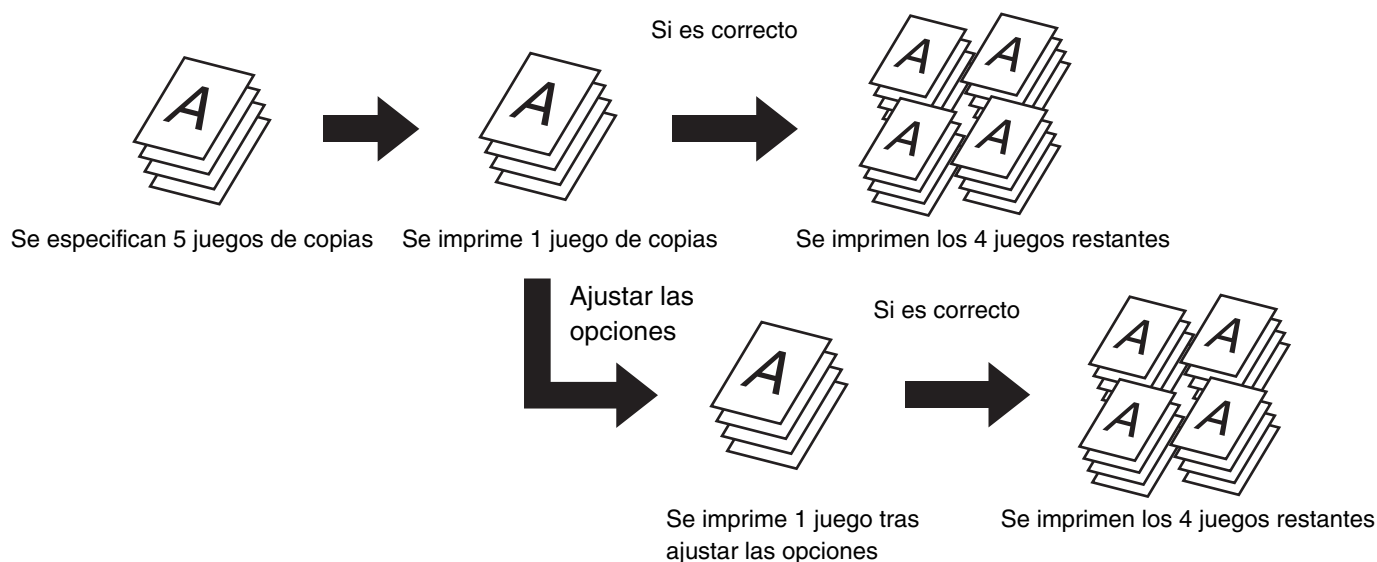 Si es correcto
A
A
A
A
A
A
Se especifican 5 juegos de copias
Se imprime 1 juego de copias
Se imprimen los 4 juegos restantes
Ajustar las
opciones
Si es correcto
A
A
A
A
A
Se imprime 1 juego tras
ajustar las opciones
Se imprimen los 4 juegos restantes